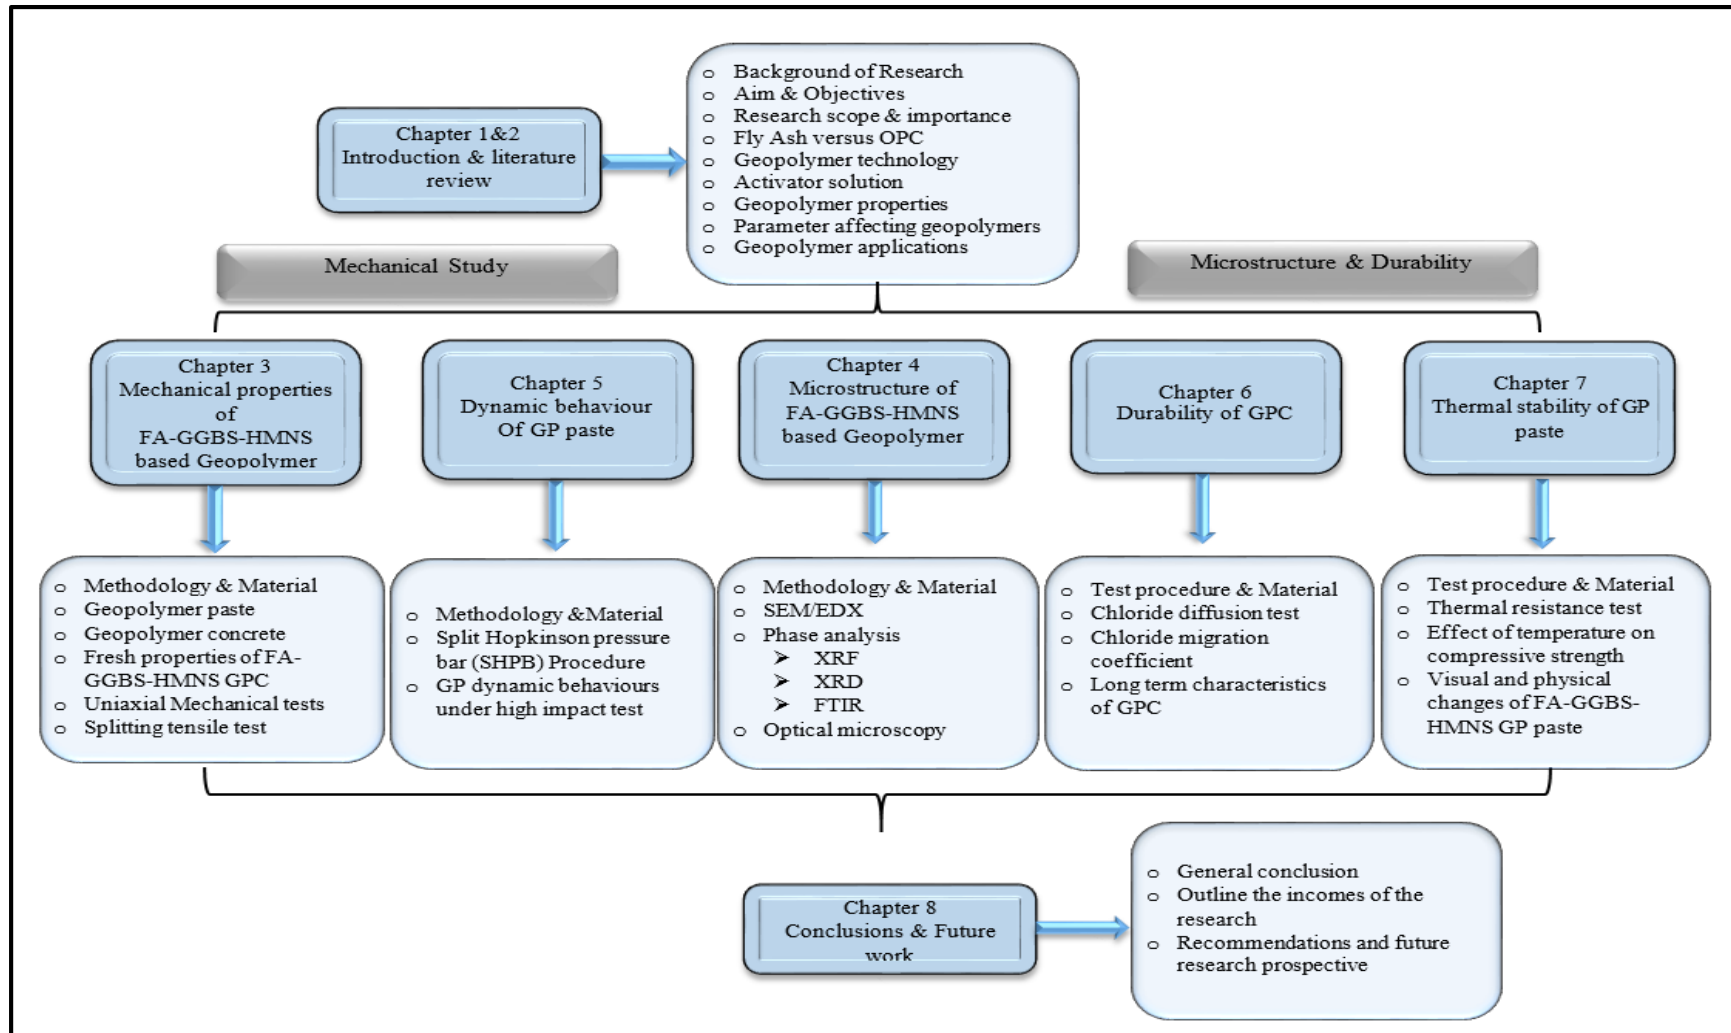 Chapter 1&2
Introduction & literature
review
o Background of Research
o Aim & Objectives
o Research scope & importance
o Fly Ash versus OPC
o Geopolymer technology
o Activator solution
o Geopolymer properties
o Parameter affecting geopolymers
o Geopolymer applications
Mechanical Study
Microstructure & Durability
Chapter 3
Mechanical properties
of
FA-GGBS-HMNS
based Geopolymer
Chapter 5
Dynamic behaviour
Of GP paste
Chapter 4
Microstructure of
FA-GGBS-HMNS
based Geopolymer
Chapter 6
Durability of GPC
Chapter 7
Thermal stability of GP
paste
o Methodology & Material
o Geopolymer paste
o Geopolymer concrete
o Fresh properties of FA-
GGBS-HMNS GPC
o Uniaxial Mechanical tests
o Splitting tensile test
o Methodology &Material
o Split Hopkinson pressure
bar (SHPB) Procedure
o GP dynamic behaviours
under high impact test
o Methodology & Material
o SEM/EDX
o Phase analysis
➤ XRF
➤ XRD
➤ FTIR
o Optical microscopy
o Test procedure & Material
o Chloride diffusion test
o Chloride migration
coefficient
o Long term characteristics
of GPC
o Test procedure & Material
o Thermal resistance test
o Effect of temperature on
compressive strength
o Visual and physical
changes of FA-GGBS-
HMNS GP paste
Chapter 8
Conclusions & Future
work
o General conclusion
o Outline the incomes of the
research
o Recommendations and future
research prospective